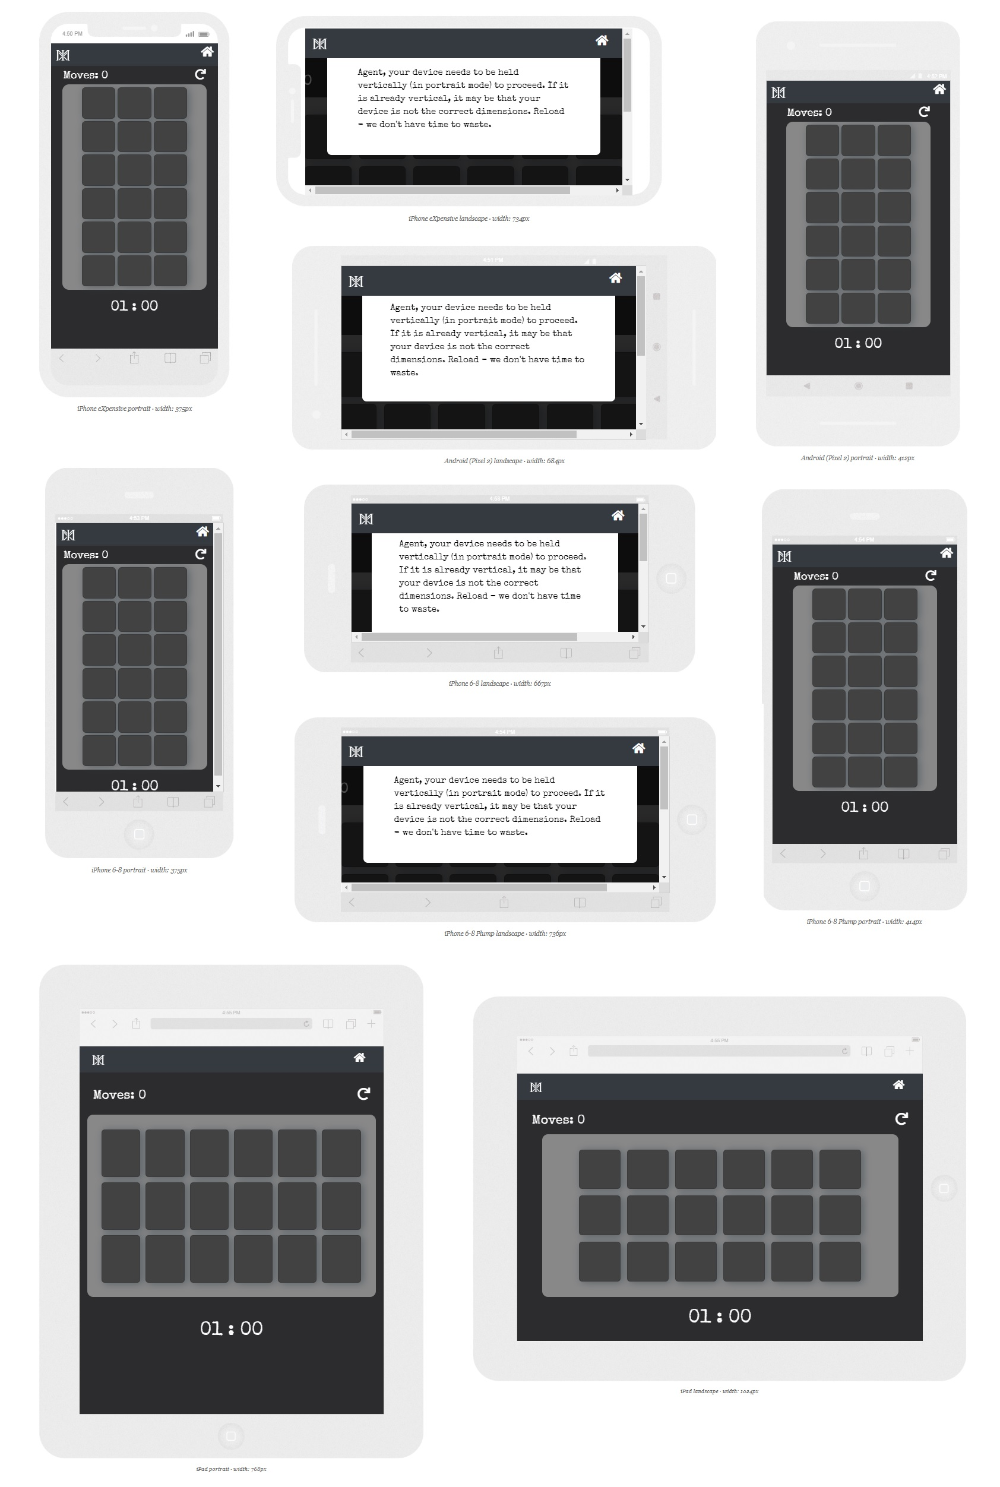 4:50 PM
Moves: 0
01:00
iPhone eXpensive portrait · width: 375px
Agent, your device needs to be held
vertically (in portrait mode) to proceed. If it
is already vertical, it may be that your
device is not the correct dimensions. Reload
- we don't have time to waste.
iPhone eXpensive landscape · width: 734px
Agent, your device needs to be held
vertically (in portrait mode) to proceed.
If it is already vertical, it may be that
your device is not the correct
dimensions. Reload - we don't have time to
waste.
Android (Pixel 2) landscape · width: 684px
Moves: 0
01:00
Android (Pixel 2) portrait · width: 412px
Moves: 0
01:00
iPhone 6-8 portrait · width: 375px
Agent, your device needs to be held
vertically (in portrait mode) to proceed.
If it is already vertical, it may be that
your device is not the correct
dimensions. Reload - we don't have time
to waste.
iPhone 6-8 landscape · width: 667px
Agent, your device needs to be held
vertically (in portrait mode) to proceed. If it
is already vertical, it may be that your
device is not the correct dimensions. Reload
- we don't have time to waste.
iPhone 6-8 Plump landscape · width: 736px
Moves: 0
01:00
iPhone 6-8 Plump portrait · width: 414px
Moves: 0
01:00
iPad portrait · width: 768px
Moves: 0
01:00
iPad landscape · width: 1024px